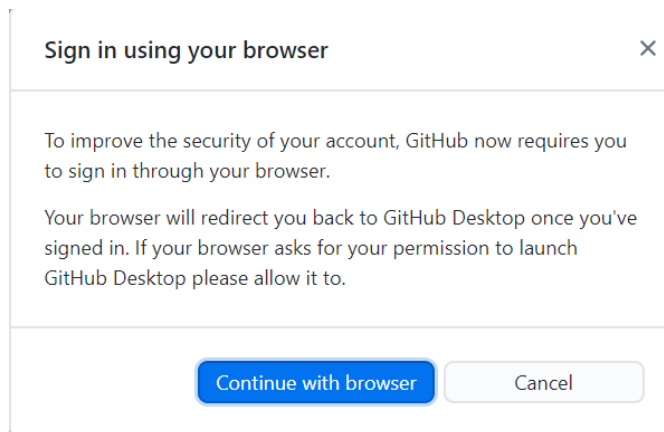 Sign in using your browser
To improve the security of your account, GitHub now requires you
to sign in through your browser.
Your browser will redirect you back to GitHub Desktop once you've
signed in. If your browser asks for your permission to launch
GitHub Desktop please allow it to.
Continue with browser
Cancel